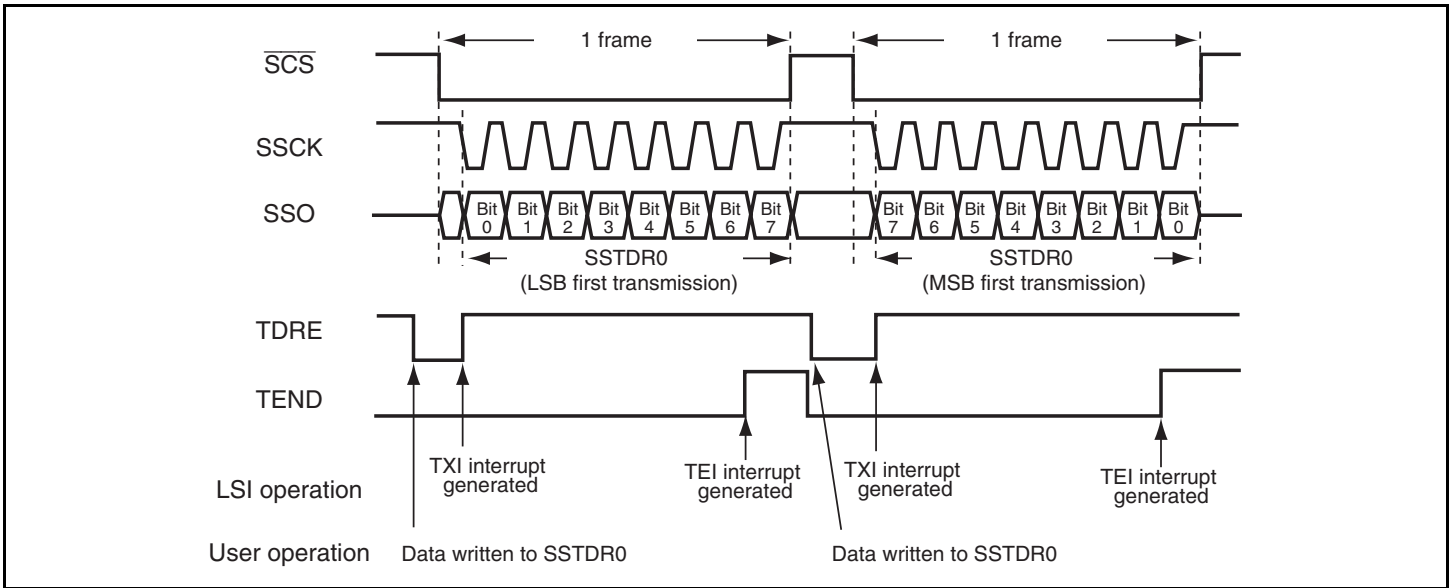 1 frame 1 frame
SCS
SSCK
SSO
Bit 0 Bit 1 Bit 2 Bit 3 Bit 4 Bit 5 Bit 6 Bit 7 Bit 7 Bit 6 Bit 5 Bit 4 Bit 3 Bit 2 Bit 1 Bit 0
SSTDR0
(LSB first transmission)
SSTDR0
(MSB first transmission)
TDRE
TEND
LSI operation
TXI interrupt
generated
TEI interrupt
generated
TXI interrupt
generated
TEI interrupt
generated
User operation
Data written to SSTDR0
Data written to SSTDR0